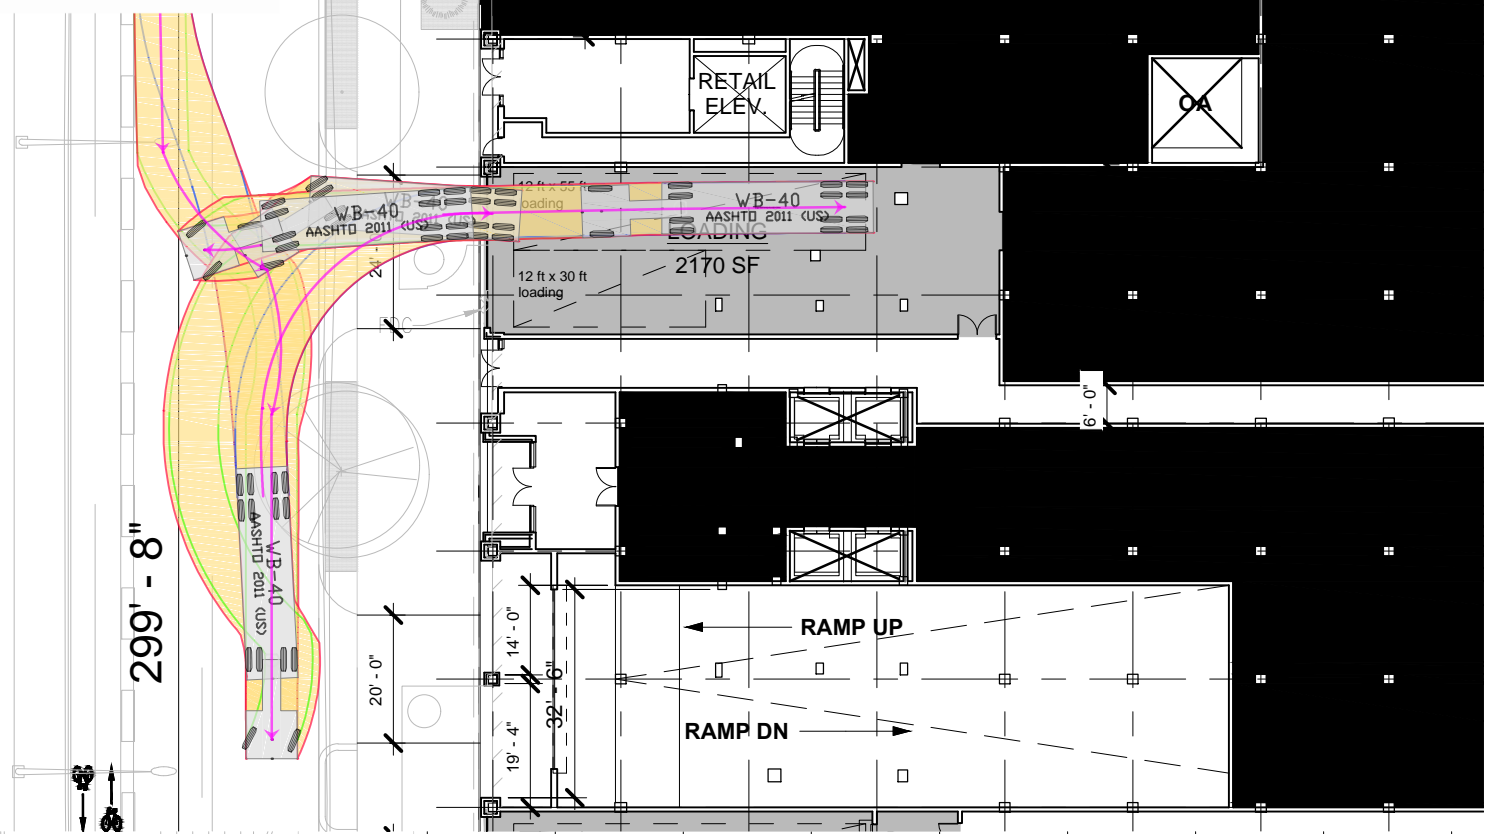 RETAIL
ELEV.
OA
12 ft x 55 ft
loading
WB-40
AASHTO 2011 (US)
WB-40
AASHTO 2011 (US)
LOADING
2170 SF
12 ft x 30 ft
loading
FDC
6' - 0"
299' - 8"
WB-40
AASHTO 2011 (US)
14' - 0"
20' - 0"
32' - 6"
19' - 4"
RAMP UP
RAMP DN